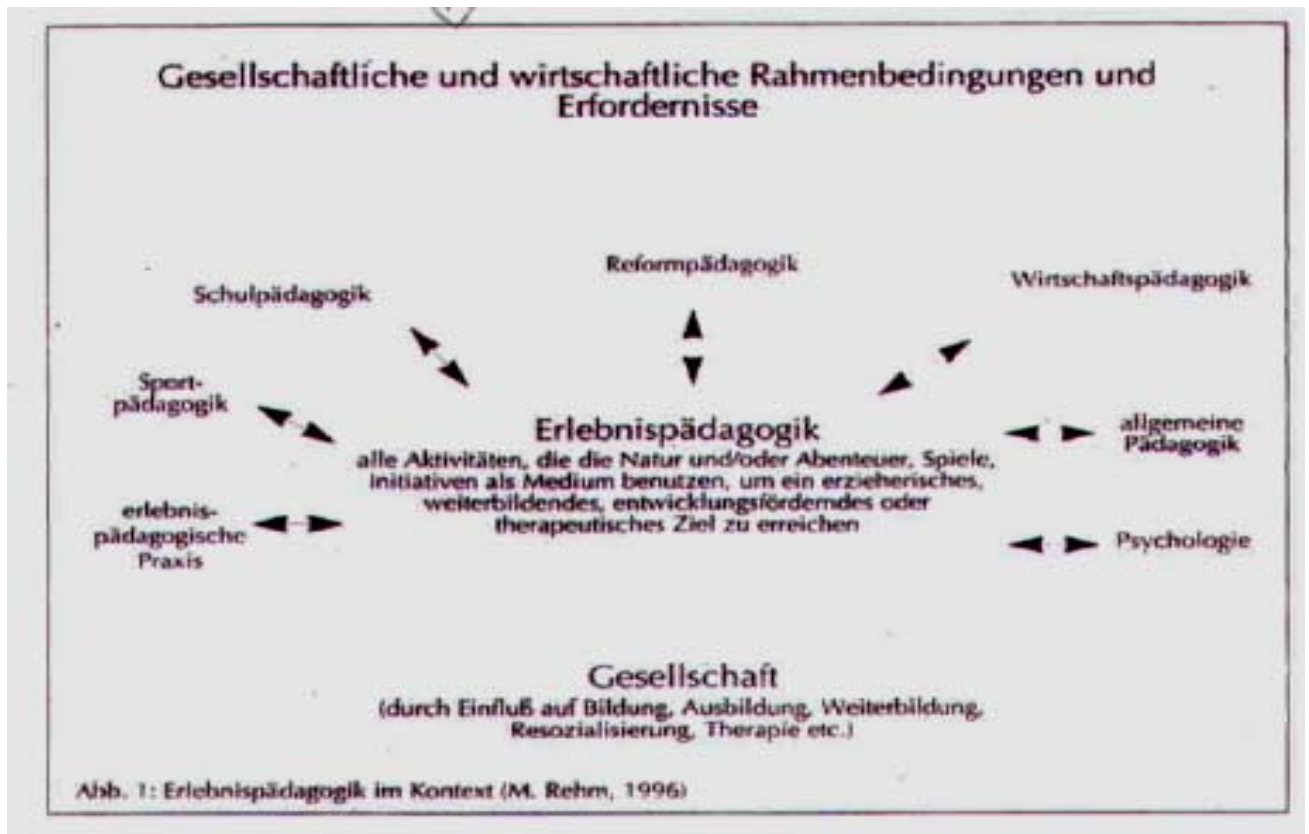 Gesellschaftliche und wirtschaftliche Rahmenbedingungen und
Erfordernisse
Reformpädagogik
Schulpädagogik
Wirtschaftspädagogik
Sport-
pädagogik
Erlebnispädagogik
alle Aktivitäten, die die Natur und/oder Abenteuer, Spiele,
Initiativen als Medium benutzen, um ein erzieherisches,
weiterbildendes, entwicklungsförderndes oder
therapeutisches Ziel zu erreichen
allgemeine
Pädagogik
erlebnis-
pädagogische
Praxis
Psychologie
Gesellschaft
(durch Einfluß auf Bildung, Ausbildung, Weiterbildung,
Resozialisierung, Therapie etc.)
Abb. 1: Erlebnispädagogik im Kontext (M. Rehm, 1996)